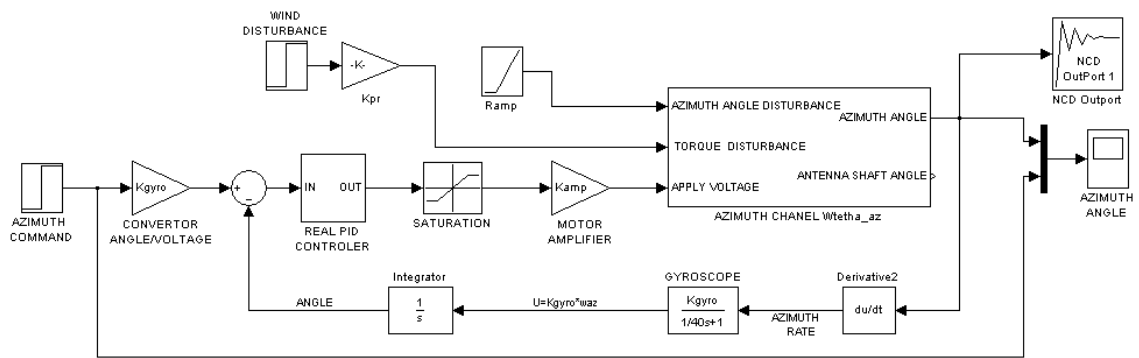 WIND
DISTURBANCE
-K-
Kpr
Ramp
NCD
OutPort 1
NCD Outport
AZIMUTH ANGLE DISTURBANCE
AZIMUTH ANGLE
TORQUE DISTURBANCE
ANTENNA SHAFT ANGLE
APPLY VOLTAGE
AZIMUTH CHANEL Wtetha_az
AZIMUTH
COMMAND
Kgyro
CONVERTOR
ANGLE/VOLTAGE
+
−
IN OUT
REAL PID
CONTROLER
SATURATION
Kamp
MOTOR
AMPLIFIER
AZIMUTH
ANGLE
Integrator
1
s
ANGLE
U=Kgyro*waz
GYROSCOPE
Kgyro
1/40s+1
AZIMUTH
RATE
Derivative2
du/dt